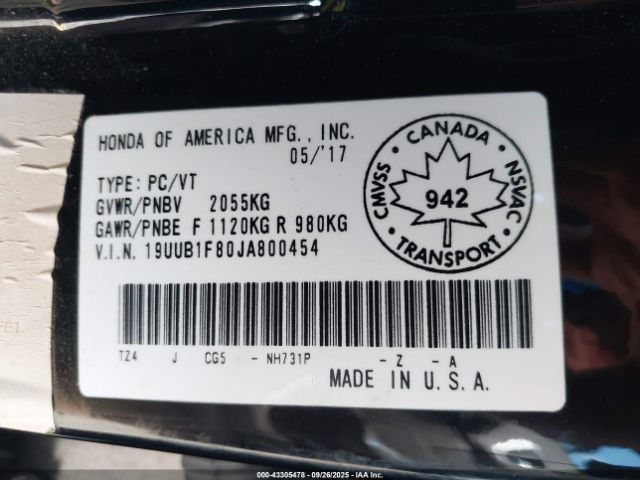 HONDA OF AMERICA MFG., INC.
05/'17
TYPE: PC/VT
GVWR/PNBV 2055KG
GAWR/PNBE F 1120KG R 980KG
V.I.N. 19UUB1F80JA800454
CMVSS • CANADA • NSVAC • TRANSPORT •
942
TZ4 J CG5 - NH731P - Z - A
MADE IN U.S.A.
000-43305478 | 09/26/2025 | IAA Inc.